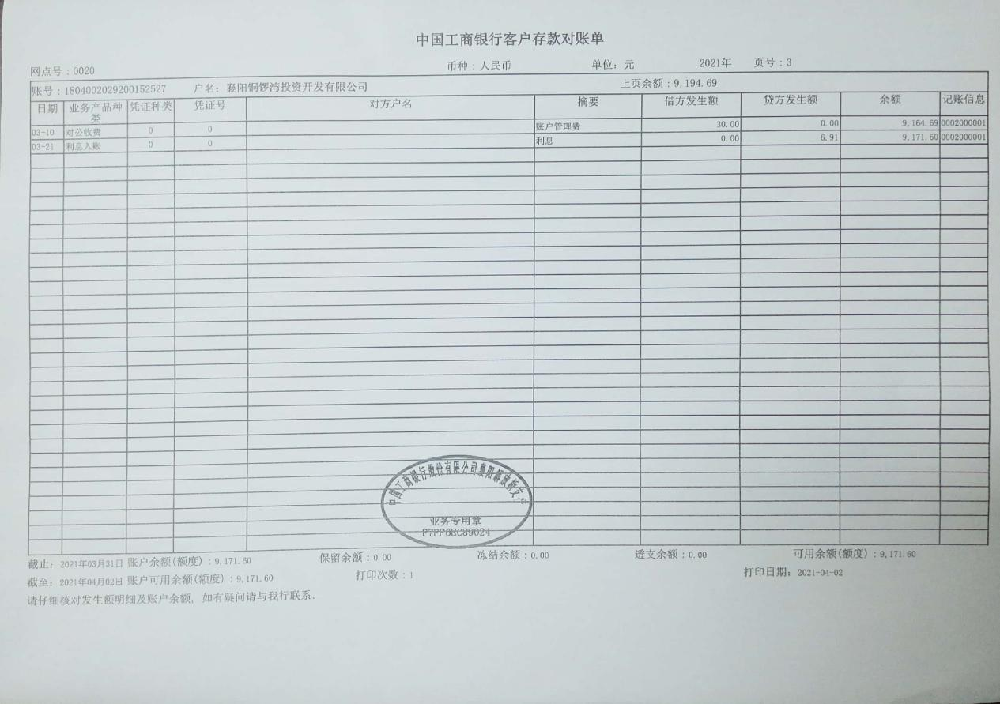 中国工商银行客户存款对账单
网点号：0020 币种：人民币 单位：元 2021年 页号：3
账号：1804002029200152527 户名：襄阳铜锣湾投资开发有限公司 上页余额：9,194.69
日期 业务产品种类 凭证种类 凭证号 对方户名 摘要 借方发生额 贷方发生额 余额 记账信息
03-10 对公收费 0 0 账户管理费 30.00 0.00 9,164.69 0002000001
03-21 利息入账 0 0 利息 0.00 6.91 9,171.60 0002000001
中国工商银行股份有限公司襄阳解放桥支行
业务专用章
截止：2021年03月31日 账户余额(额度)：9,171.60 保留余额：0.00 冻结余额：0.00 透支余额：0.00 可用余额(额度)：9,171.60
截至：2021年04月02日 账户可用余额(额度)：9,171.60 打印次数：1 打印日期：2021-04-02
请仔细核对发生额明细及账户余额，如有疑问请与我行联系。